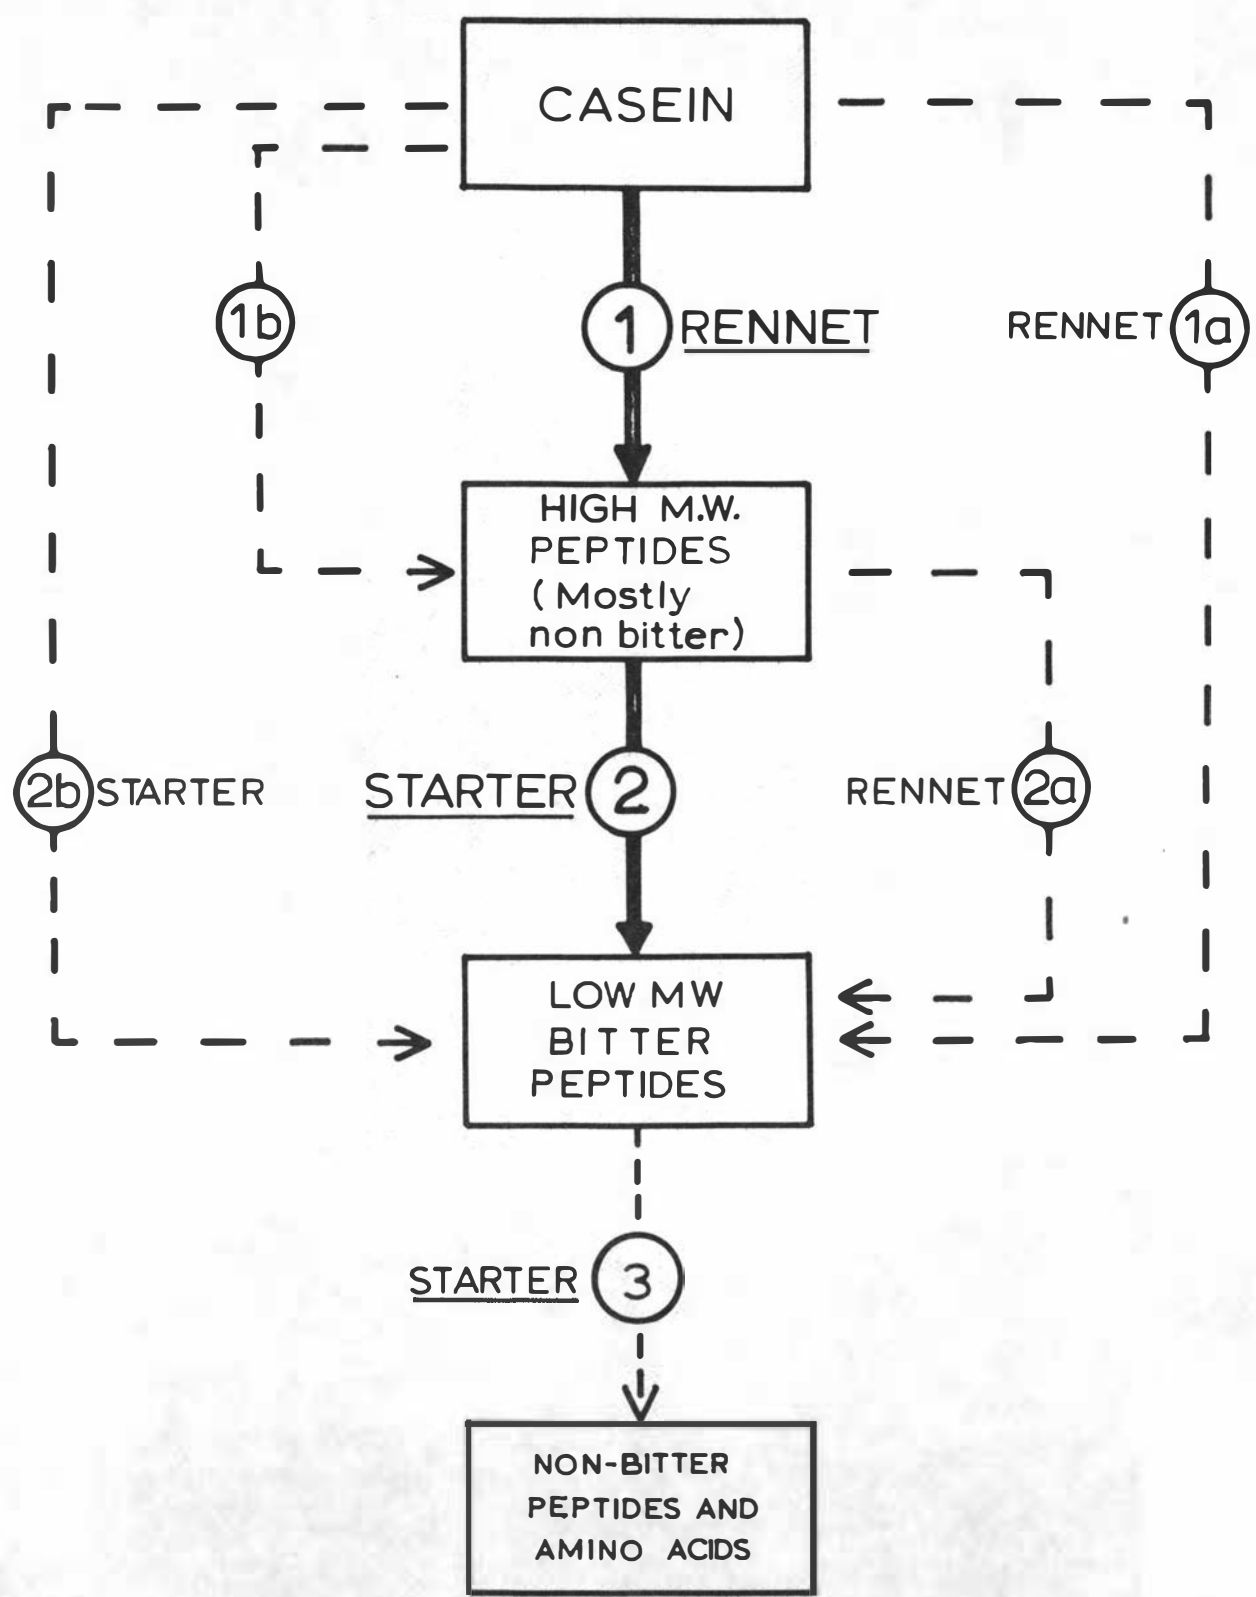 CASEIN
1b
1 RENNET
RENNET 1a
HIGH M.W.
PEPTIDES
(Mostly
non bitter)
2b STARTER
STARTER 2
RENNET 2a
LOW MW
BITTER
PEPTIDES
STARTER 3
NON-BITTER
PEPTIDES AND
AMINO ACIDS